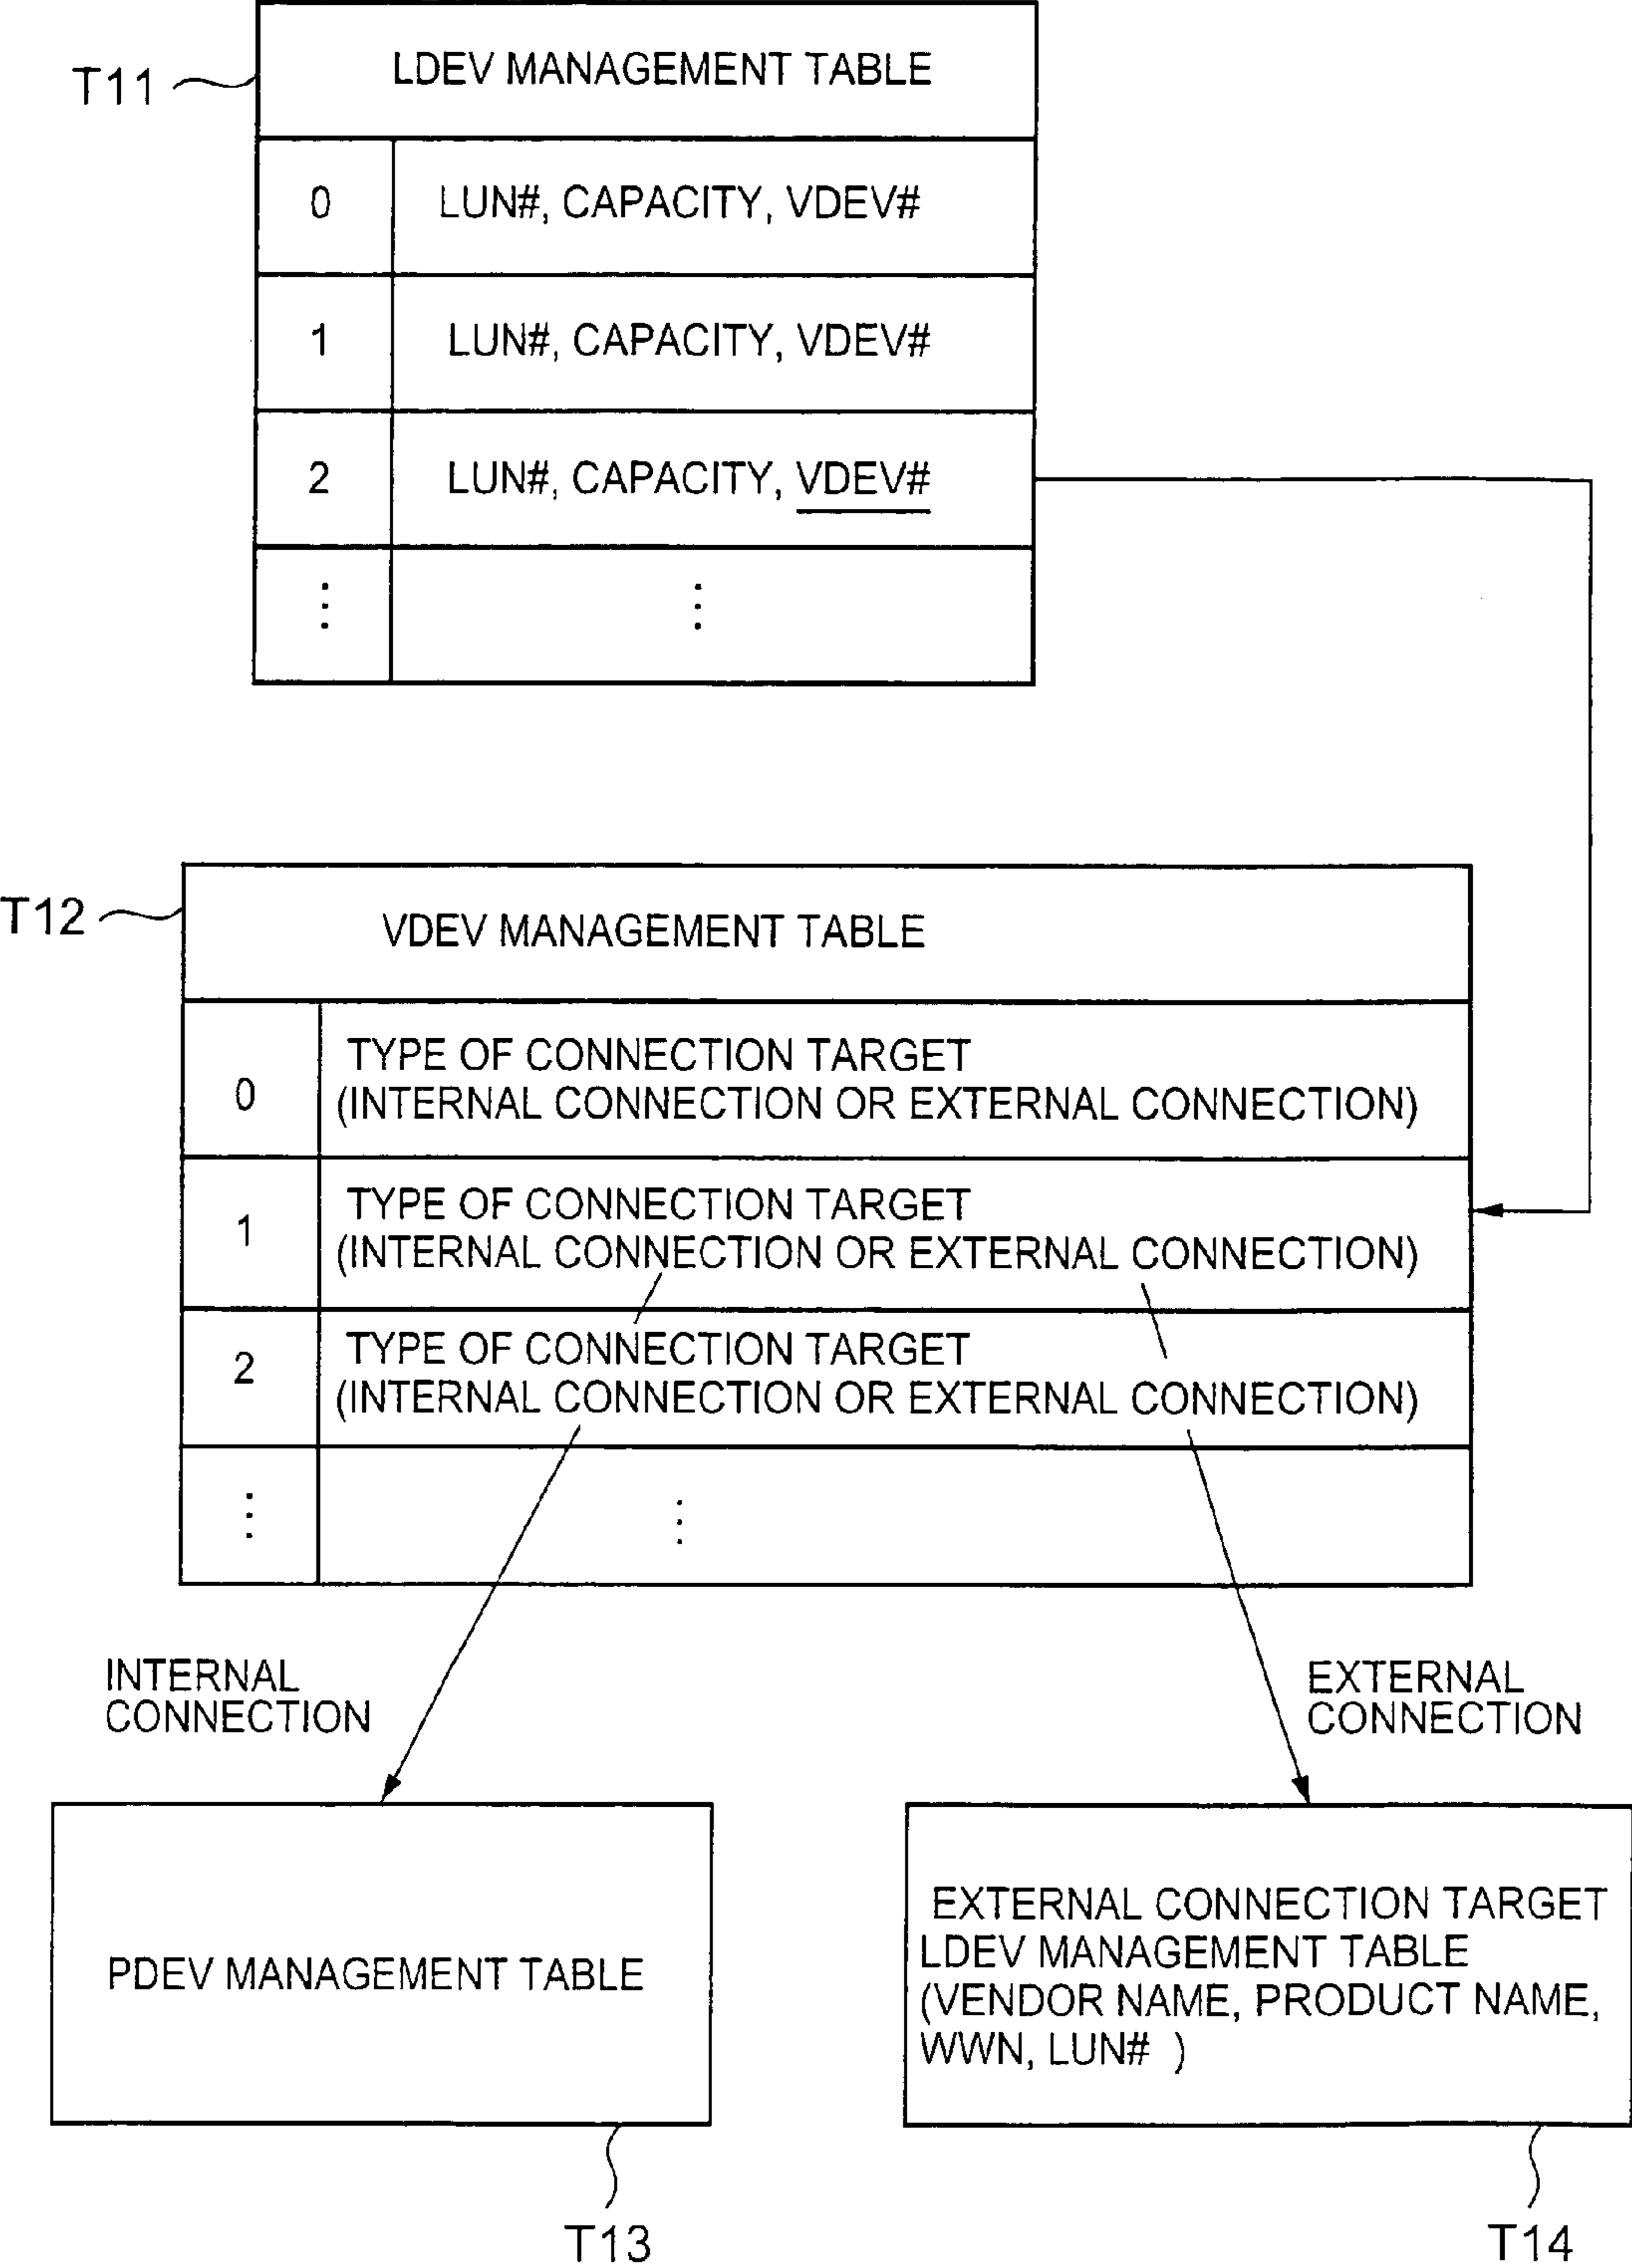 LDEV MANAGEMENT TABLE
T11
0 LUN#, CAPACITY, VDEV#
1 LUN#, CAPACITY, VDEV#
2 LUN#, CAPACITY, VDEV#
T12
VDEV MANAGEMENT TABLE
0
TYPE OF CONNECTION TARGET
(INTERNAL CONNECTION OR EXTERNAL CONNECTION)
1
TYPE OF CONNECTION TARGET
(INTERNAL CONNECTION OR EXTERNAL CONNECTION)
2
TYPE OF CONNECTION TARGET
(INTERNAL CONNECTION OR EXTERNAL CONNECTION)
INTERNAL
CONNECTION
EXTERNAL
CONNECTION
PDEV MANAGEMENT TABLE
EXTERNAL CONNECTION TARGET
LDEV MANAGEMENT TABLE
(VENDOR NAME, PRODUCT NAME,
WWN, LUN# )
T13
T14